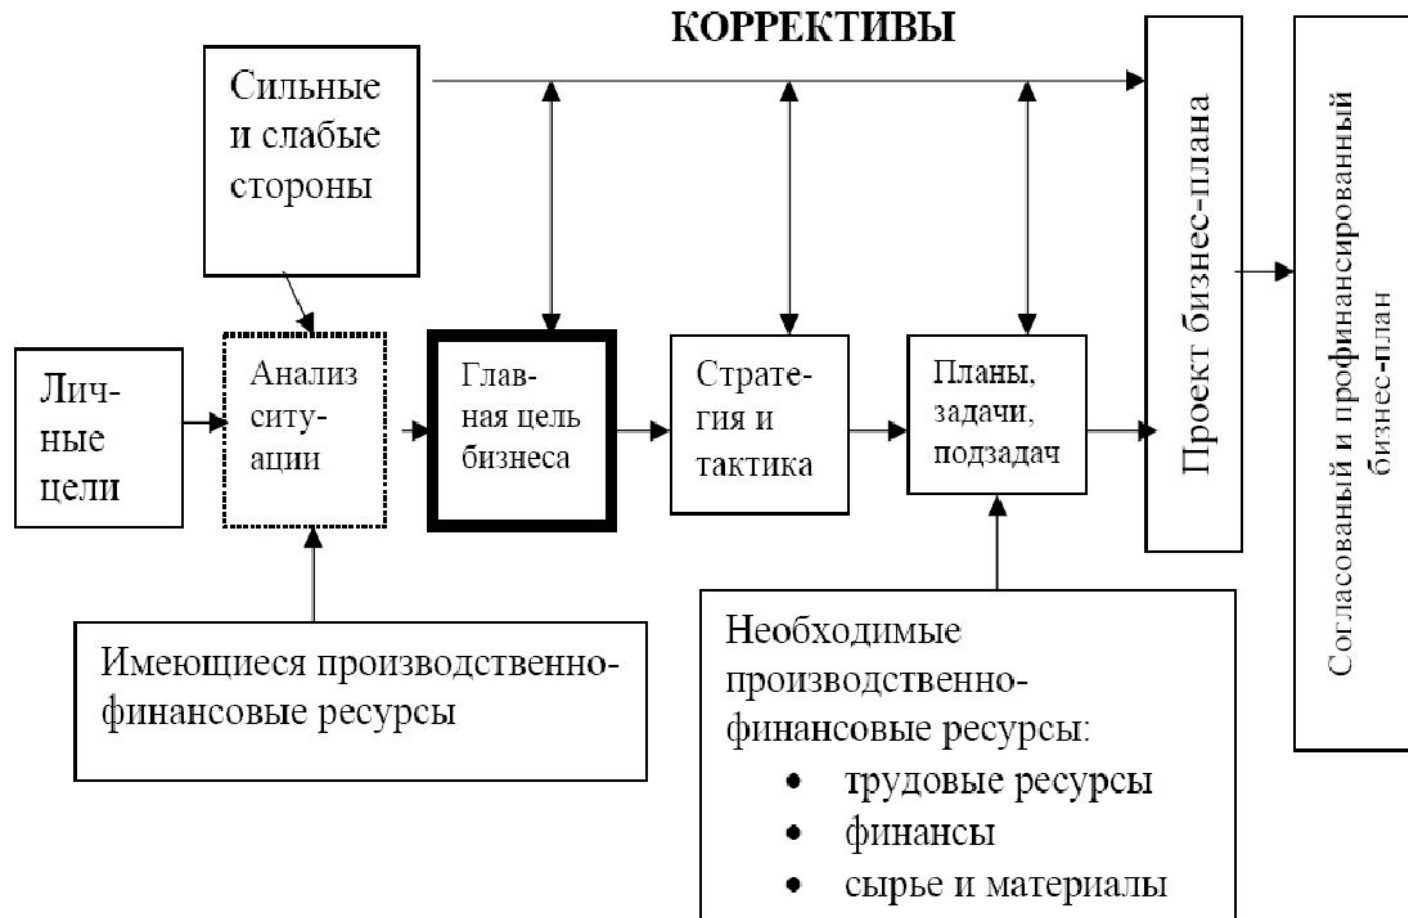 КОРРЕКТИВЫ
Сильные
и слабые
стороны
Лич-
ные
цели
Анализ
ситу-
ации
Глав-
ная цель
бизнеса
Страте-
гия и
тактика
Планы,
задачи,
подзадач
Проект бизнес-плана
Согласованый и профинансированный
бизнес-план
Имеющиеся производственно-
финансовые ресурсы
Необходимые
производственно-
финансовые ресурсы:
• трудовые ресурсы
• финансы
• сырье и материалы